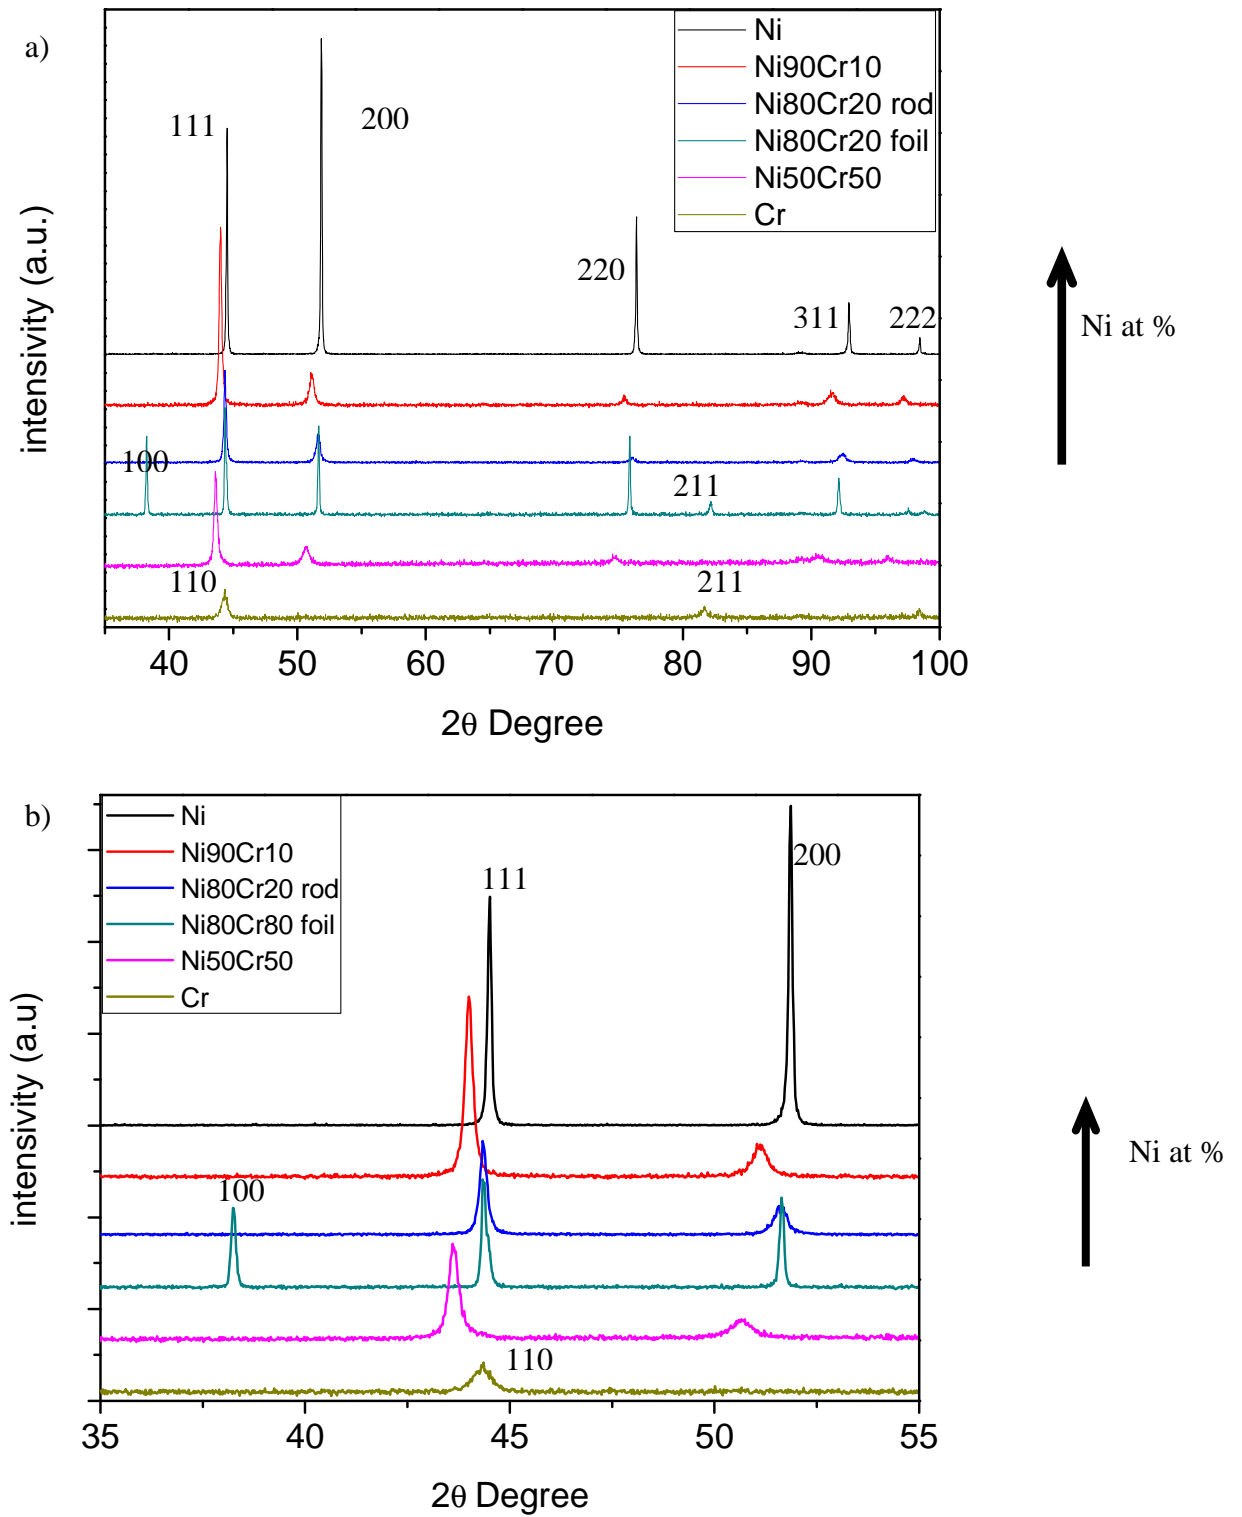 a)
Ni
Ni90Cr10
Ni80Cr20 rod
Ni80Cr20 foil
Ni50Cr50
Cr
111
200
220
311
222
100
211
110
211
intensivity (a.u.)
40 50 60 70 80 90 100
2θ Degree
Ni at %
b)
Ni
Ni90Cr10
Ni80Cr20 rod
Ni80Cr80 foil
Ni50Cr50
Cr
111
200
100
110
intensivity (a.u)
35 40 45 50 55
2θ Degree
Ni at %